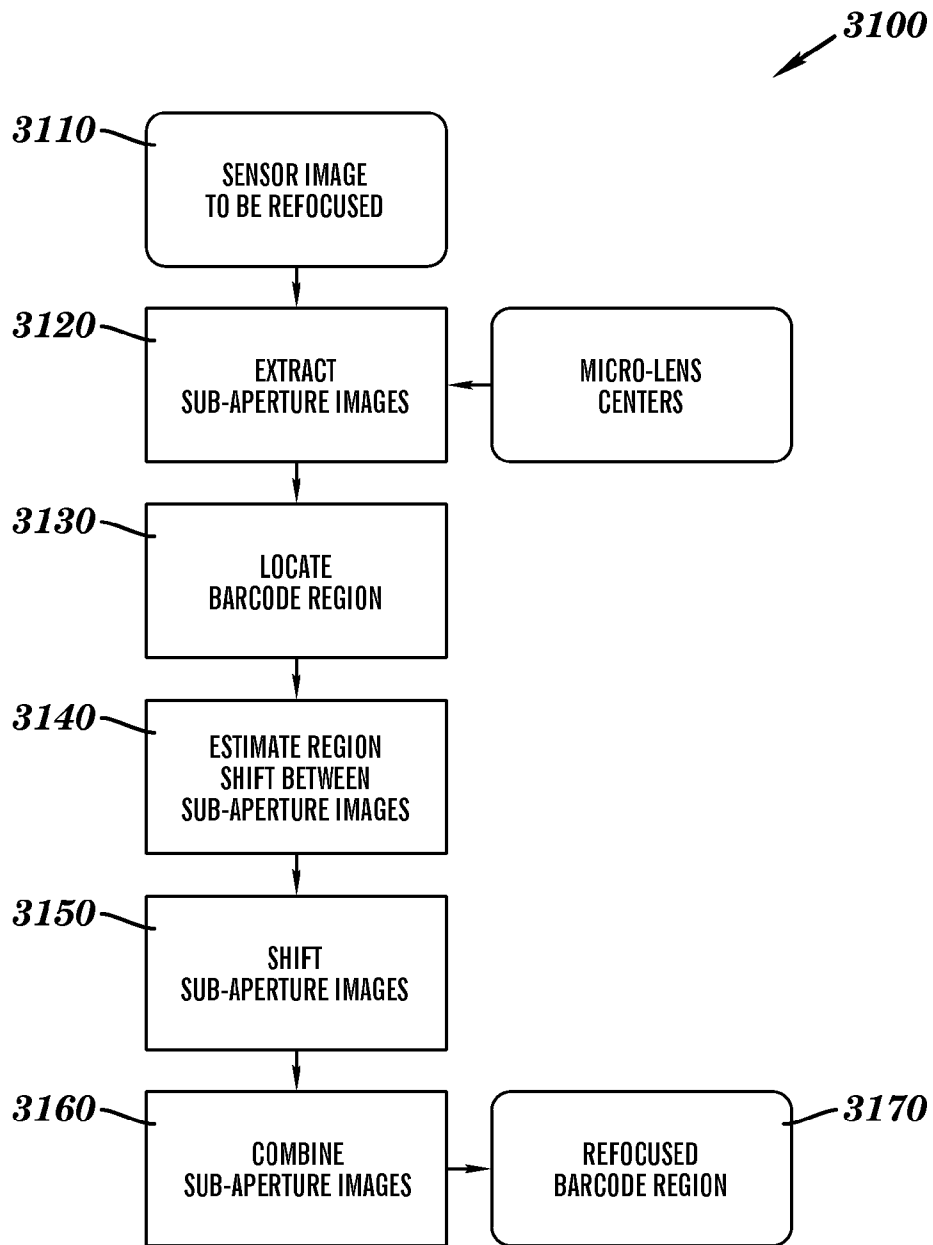 3100
3110
SENSOR IMAGE
TO BE REFOCUSED
3120
EXTRACT
SUB-APERTURE IMAGES
MICRO-LENS
CENTERS
3130
LOCATE
BARCODE REGION
3140
ESTIMATE REGION
SHIFT BETWEEN
SUB-APERTURE IMAGES
3150
SHIFT
SUB-APERTURE IMAGES
3160
COMBINE
SUB-APERTURE IMAGES
3170
REFOCUSED
BARCODE REGION